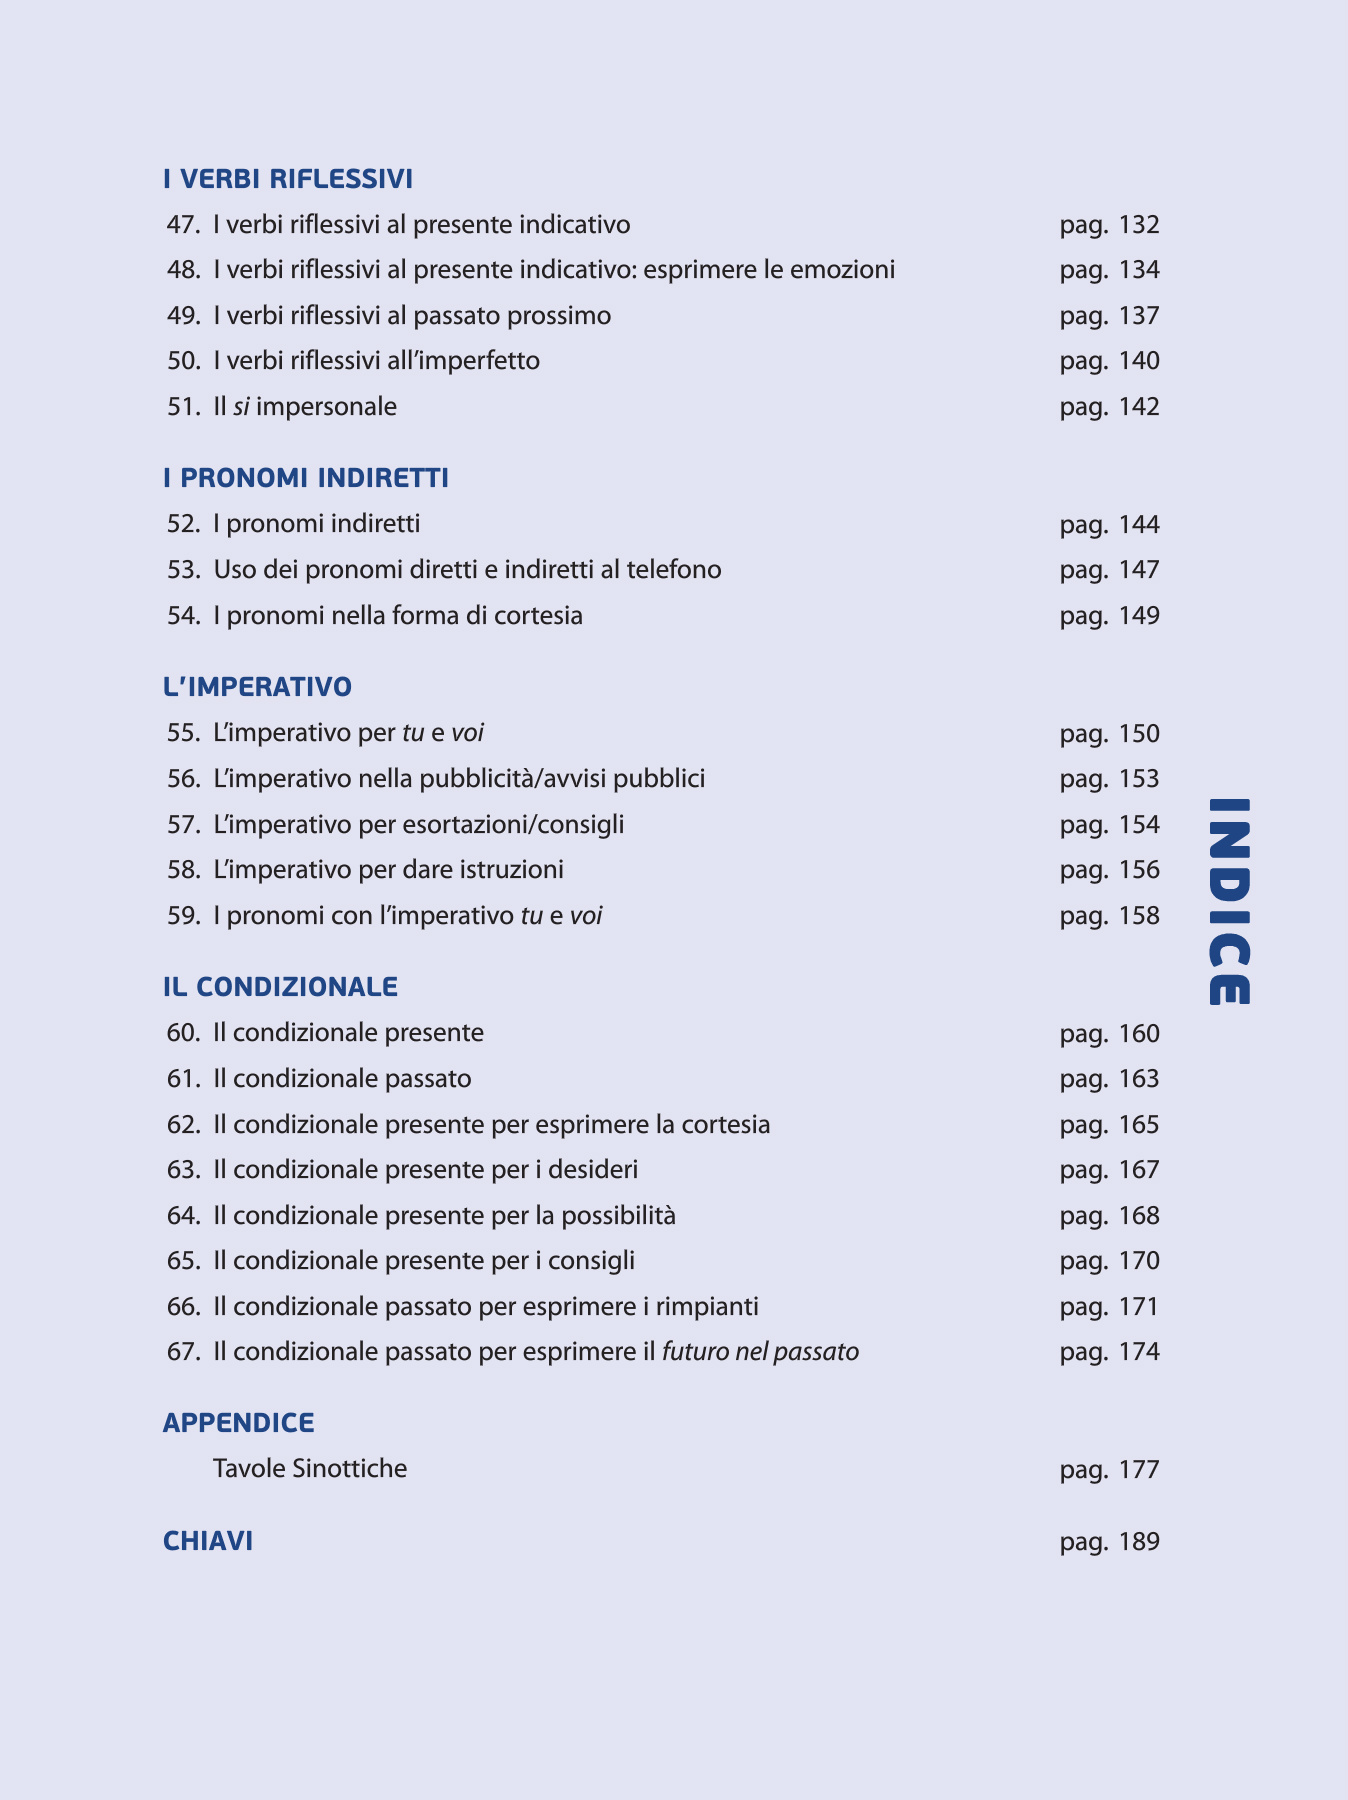 I VERBI RIFLESSIVI
47. I verbi riflessivi al presente indicativo pag. 132
48. I verbi riflessivi al presente indicativo: esprimere le emozioni pag. 134
49. I verbi riflessivi al passato prossimo pag. 137
50. I verbi riflessivi all’imperfetto pag. 140
51. Il si impersonale pag. 142
I PRONOMI INDIRETTI
52. I pronomi indiretti pag. 144
53. Uso dei pronomi diretti e indiretti al telefono pag. 147
54. I pronomi nella forma di cortesia pag. 149
L’IMPERATIVO
55. L’imperativo per tu e voi pag. 150
56. L’imperativo nella pubblicità/avvisi pubblici pag. 153
57. L’imperativo per esortazioni/consigli pag. 154
58. L’imperativo per dare istruzioni pag. 156
59. I pronomi con l’imperativo tu e voi pag. 158
IL CONDIZIONALE
60. Il condizionale presente pag. 160
61. Il condizionale passato pag. 163
62. Il condizionale presente per esprimere la cortesia pag. 165
63. Il condizionale presente per i desideri pag. 167
64. Il condizionale presente per la possibilità pag. 168
65. Il condizionale presente per i consigli pag. 170
66. Il condizionale passato per esprimere i rimpianti pag. 171
67. Il condizionale passato per esprimere il futuro nel passato pag. 174
APPENDICE
Tavole Sinottiche pag. 177
CHIAVI pag. 189
INDICE